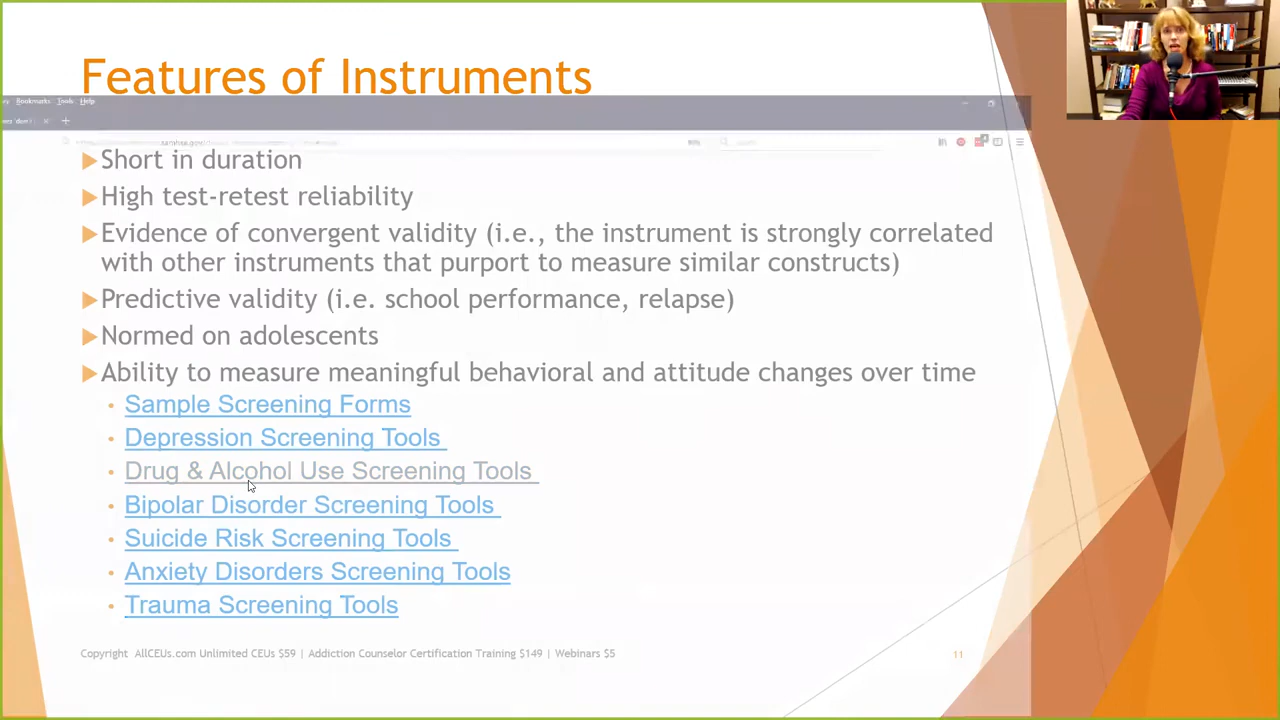 Features of Instruments
Bookmarks Tools Help
Short in duration
High test-retest reliability
Evidence of convergent validity (i.e., the instrument is strongly correlated
with other instruments that purport to measure similar constructs)
Predictive validity (i.e. school performance, relapse)
Normed on adolescents
Ability to measure meaningful behavioral and attitude changes over time
Sample Screening Forms
Depression Screening Tools
Drug & Alcohol Use Screening Tools
Bipolar Disorder Screening Tools
Suicide Risk Screening Tools
Anxiety Disorders Screening Tools
Trauma Screening Tools
Copyright AllCEUs.com Unlimited CEUs $59 | Addiction Counselor Certification Training $149 | Webinars $5
11